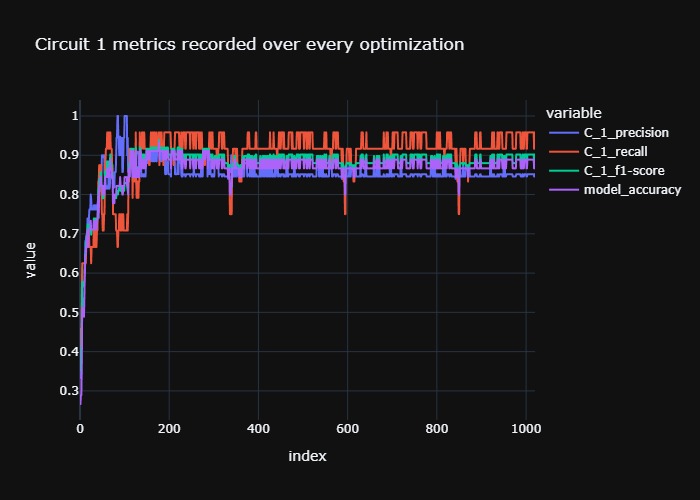 Circuit 1 metrics recorded over every optimization
variable
C_1_precision
C_1_recall
C_1_f1-score
model_accuracy
value
1
0.9
0.8
0.7
0.6
0.5
0.4
0.3
0 200 400 600 800 1000
index